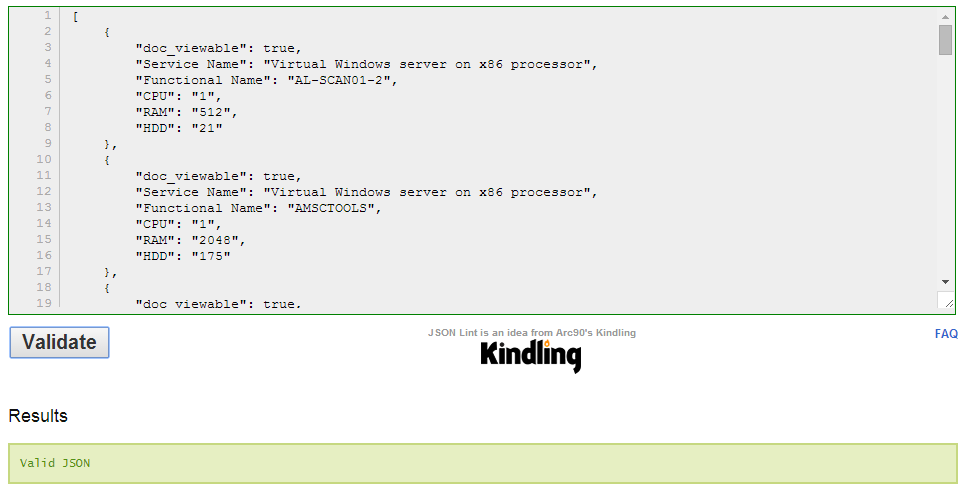 1 [
2 {
3 "doc_viewable": true,
4 "Service Name": "Virtual Windows server on x86 processor",
5 "Functional Name": "AL-SCAN01-2",
6 "CPU": "1",
7 "RAM": "512",
8 "HDD": "21"
9 },
10 {
11 "doc_viewable": true,
12 "Service Name": "Virtual Windows server on x86 processor",
13 "Functional Name": "AMSCTOOLS",
14 "CPU": "1",
15 "RAM": "2048",
16 "HDD": "175"
17 },
18 {
19 "doc_viewable": true,
Validate
JSON Lint is an idea from Arc90's Kindling
Kindling
FAQ
Results
Valid JSON